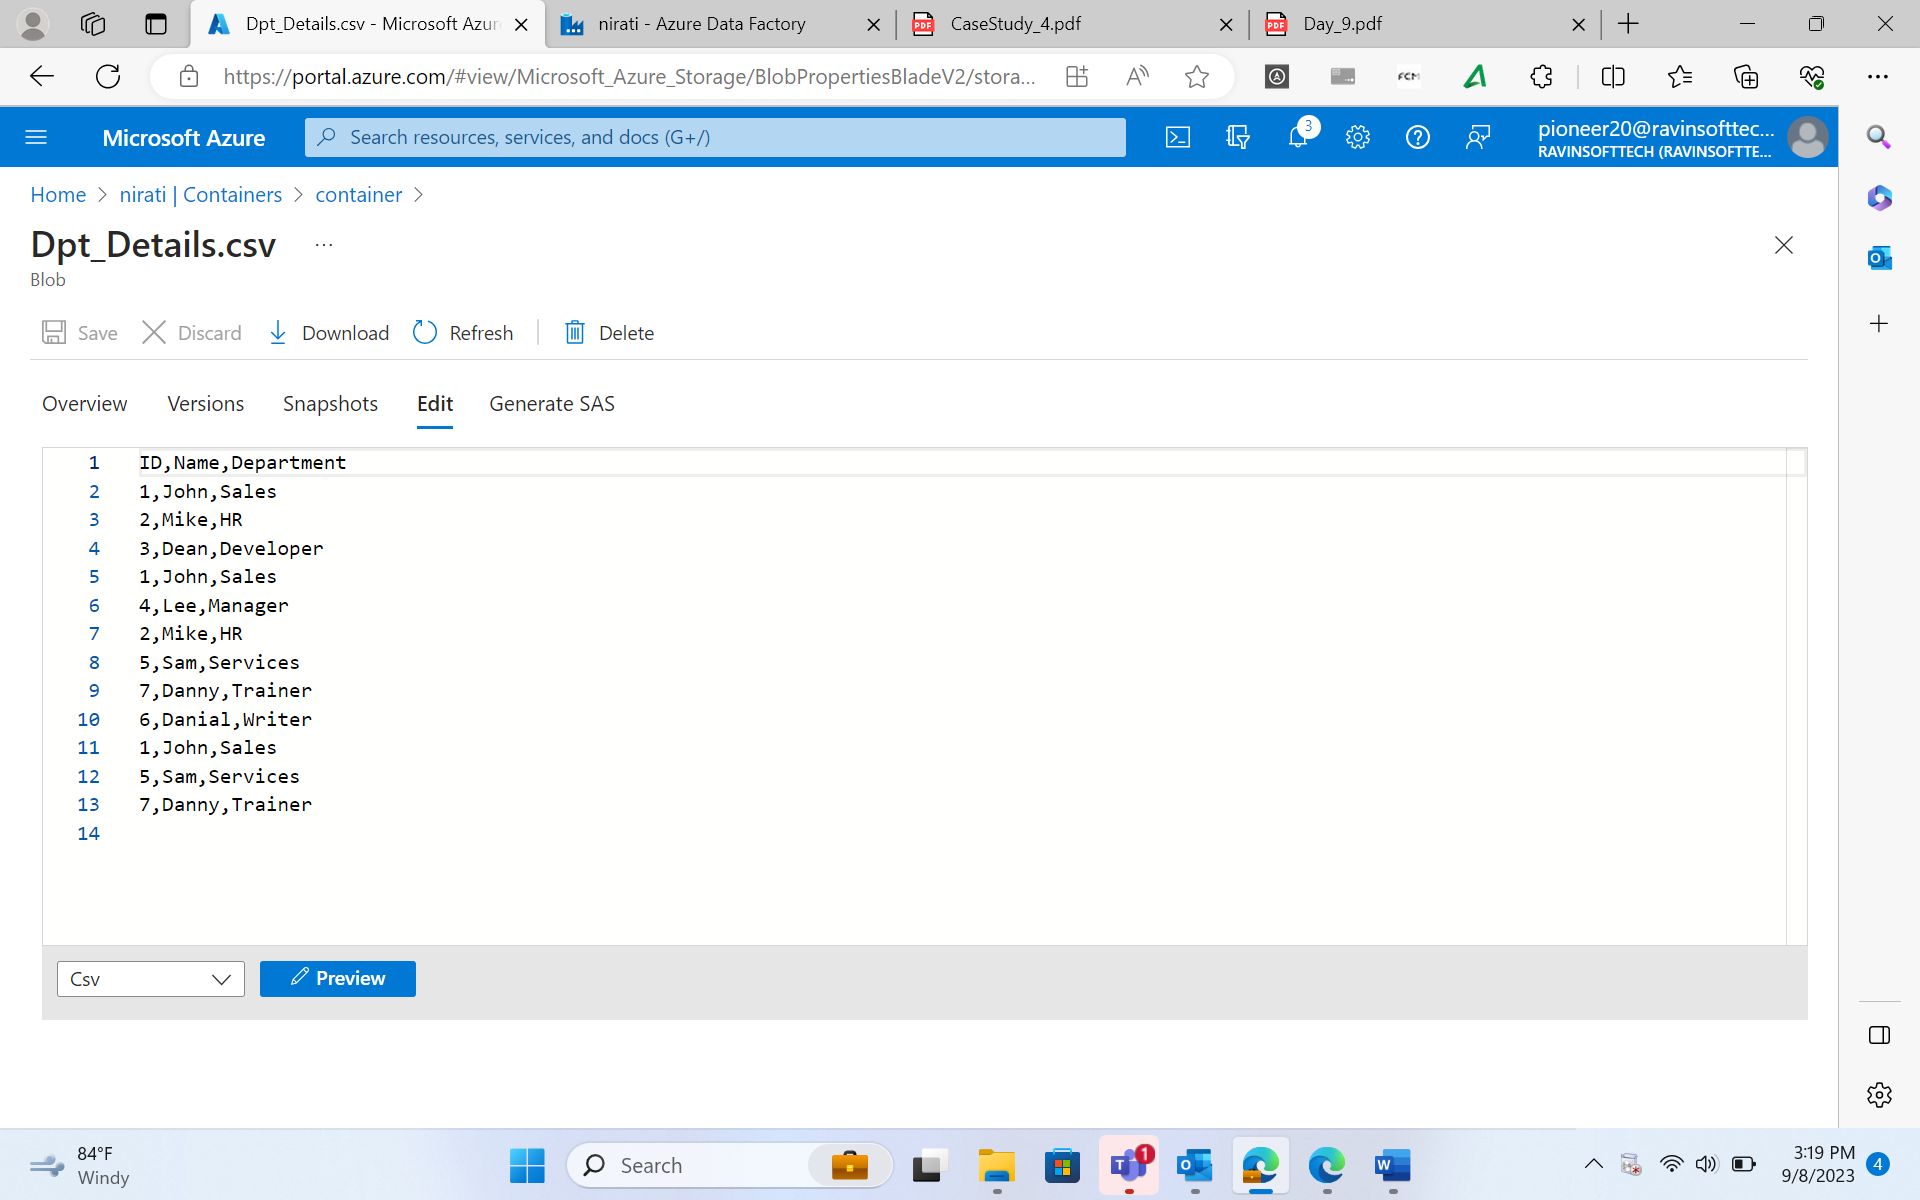 Dpt_Details.csv - Microsoft Azur
nirati - Azure Data Factory
CaseStudy_4.pdf
Day_9.pdf
https://portal.azure.com/#view/Microsoft_Azure_Storage/BlobPropertiesBladeV2/stora...
FCM
Microsoft Azure
Search resources, services, and docs (G+/)
3
pioneer20@ravinsofttec...
RAVINSOFTTECH (RAVINSOFTTE...
Home > nirati | Containers > container >
Dpt_Details.csv ...
Blob
Save Discard Download Refresh Delete
Overview Versions Snapshots Edit Generate SAS
1 ID,Name,Department
2 1,John,Sales
3 2,Mike,HR
4 3,Dean,Developer
5 1,John,Sales
6 4,Lee,Manager
7 2,Mike,HR
8 5,Sam,Services
9 7,Danny,Trainer
10 6,Danial,Writer
11 1,John,Sales
12 5,Sam,Services
13 7,Danny,Trainer
14
Csv Preview
84°F
Windy
Search
1
3:19 PM
9/8/2023
4